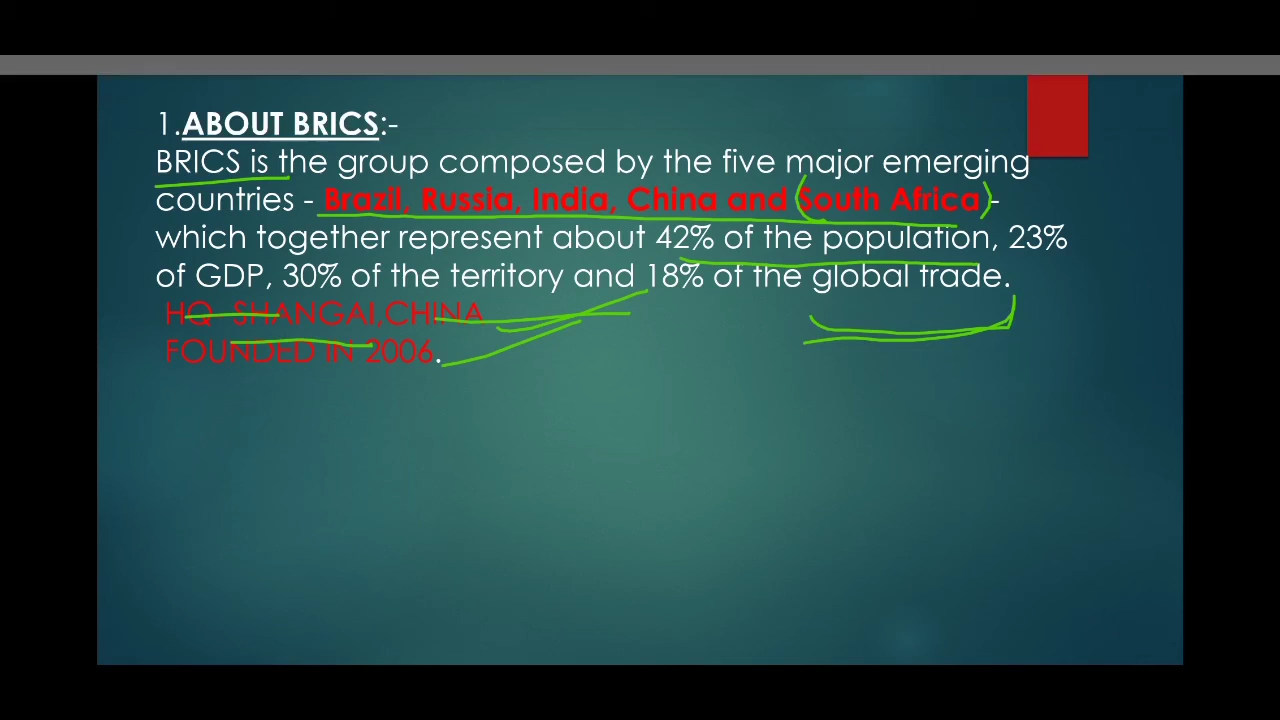 1.ABOUT BRICS:-
BRICS is the group composed by the five major emerging
countries - Brazil, Russia, India, China and South Africa -
which together represent about 42% of the population, 23%
of GDP, 30% of the territory and 18% of the global trade.
HQ SHANGAI,CHINA
FOUNDED IN 2006.